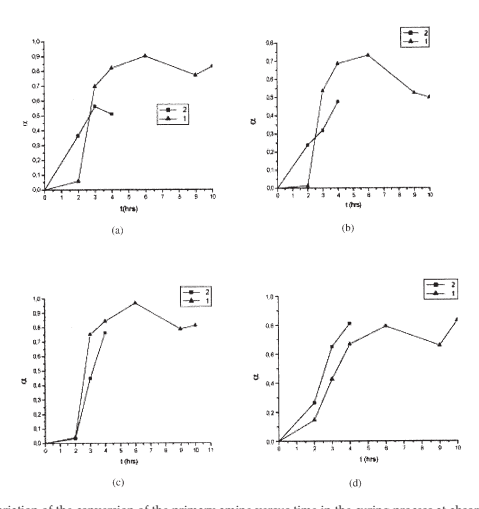 1,0
0,9
0,8
0,7
0,6
0,5
0,4
0,3
0,2
0,1
0,0
α
0 1 2 3 4 5 6 7 8 9 10
t(hrs)
2
1
(a)
0,8
0,7
0,6
0,5
0,4
0,3
0,2
0,1
0,0
α
0 1 2 3 4 5 6 7 8 9 10
t (hrs)
2
1
(b)
1,0
0,9
0,8
0,7
0,6
0,5
0,4
0,3
0,2
0,1
0,0
α
0 1 2 3 4 5 6 7 8 9 10 11
t (hrs)
2
1
(c)
1,0
0,8
0,6
0,4
0,2
0,0
α
0 1 2 3 4 5 6 7 8 9 10
t (hrs)
2
1
(d)
of the conversion of the primary amine versus time in the curing process at